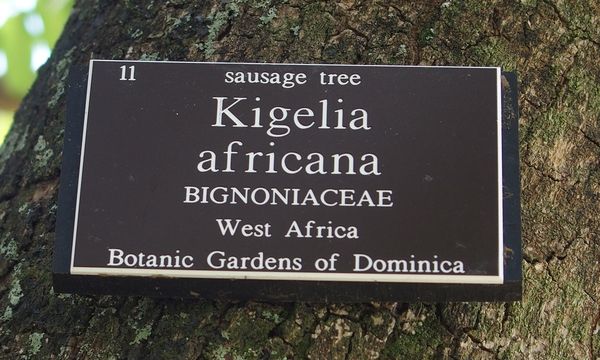 11 sausage tree
Kigelia
africana
BIGNONIACEAE
West Africa
Botanic Gardens of Dominica